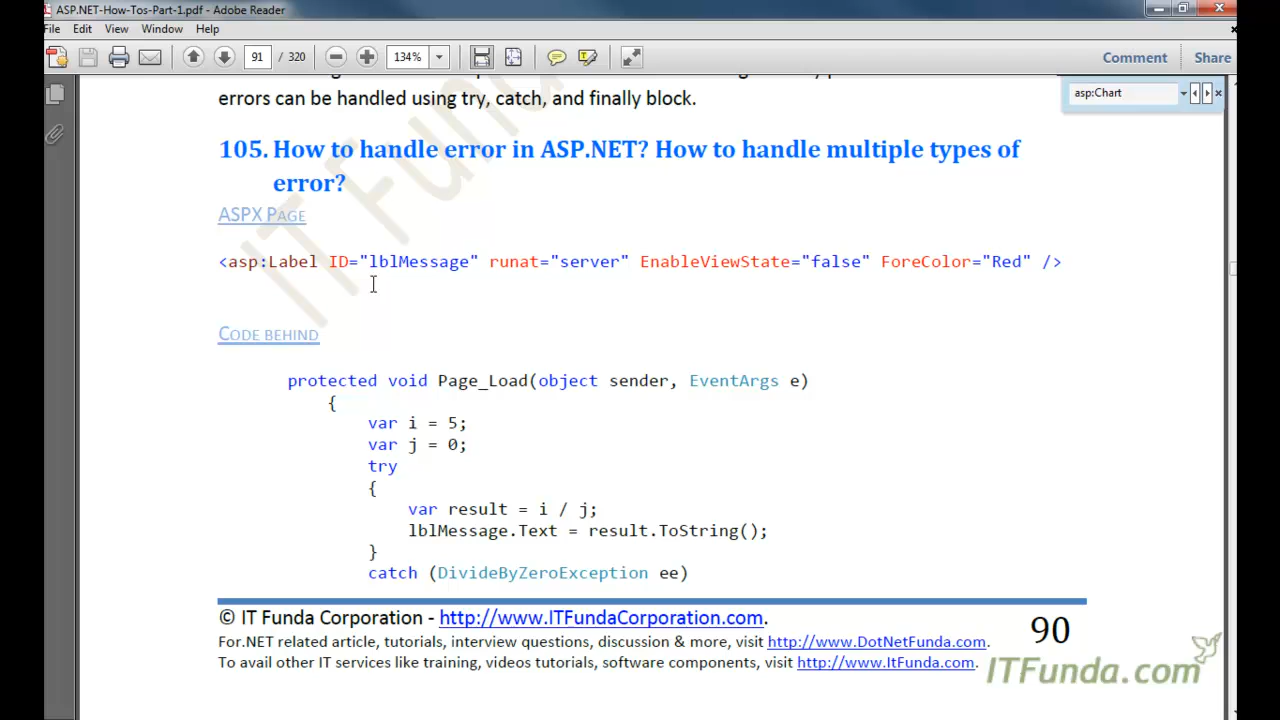 ASP.NET-How-Tos-Part-1.pdf - Adobe Reader
File Edit View Window Help
91 / 320 134% Comment Share
asp:Chart
errors can be handled using try, catch, and finally block.
105. How to handle error in ASP.NET? How to handle multiple types of
error?
ASPX PAGE
<asp:Label ID="lblMessage" runat="server" EnableViewState="false" ForeColor="Red" />
CODE BEHIND
protected void Page_Load(object sender, EventArgs e)
{
var i = 5;
var j = 0;
try
{
var result = i / j;
lblMessage.Text = result.ToString();
}
catch (DivideByZeroException ee)
© IT Funda Corporation - http://www.ITFundaCorporation.com.
For.NET related article, tutorials, interview questions, discussion & more, visit http://www.DotNetFunda.com.
To avail other IT services like training, videos tutorials, software components, visit http://www.ItFunda.com.
90
ITFunda.com
IT Funda